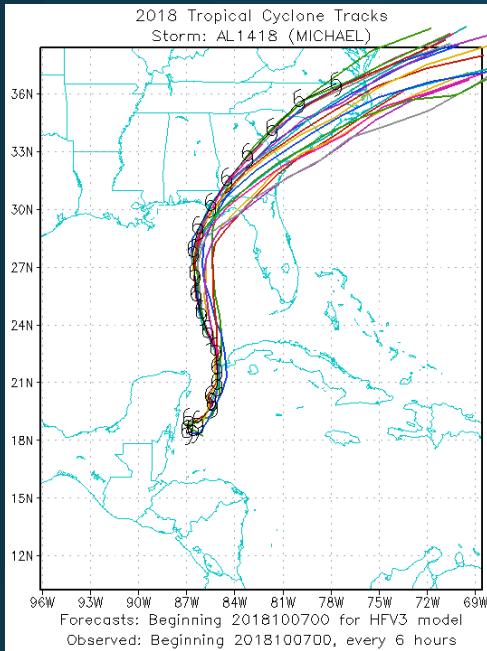 2018 Tropical Cyclone Tracks
Storm: AL1418 (MICHAEL)
36N
33N
30N
27N
24N
21N
18N
15N
12N
96W 93W 90W 87W 84W 81W 78W 75W 72W 69W
Forecasts: Beginning 2018100700 for HFV3 model
Observed: Beginning 2018100700, every 6 hours